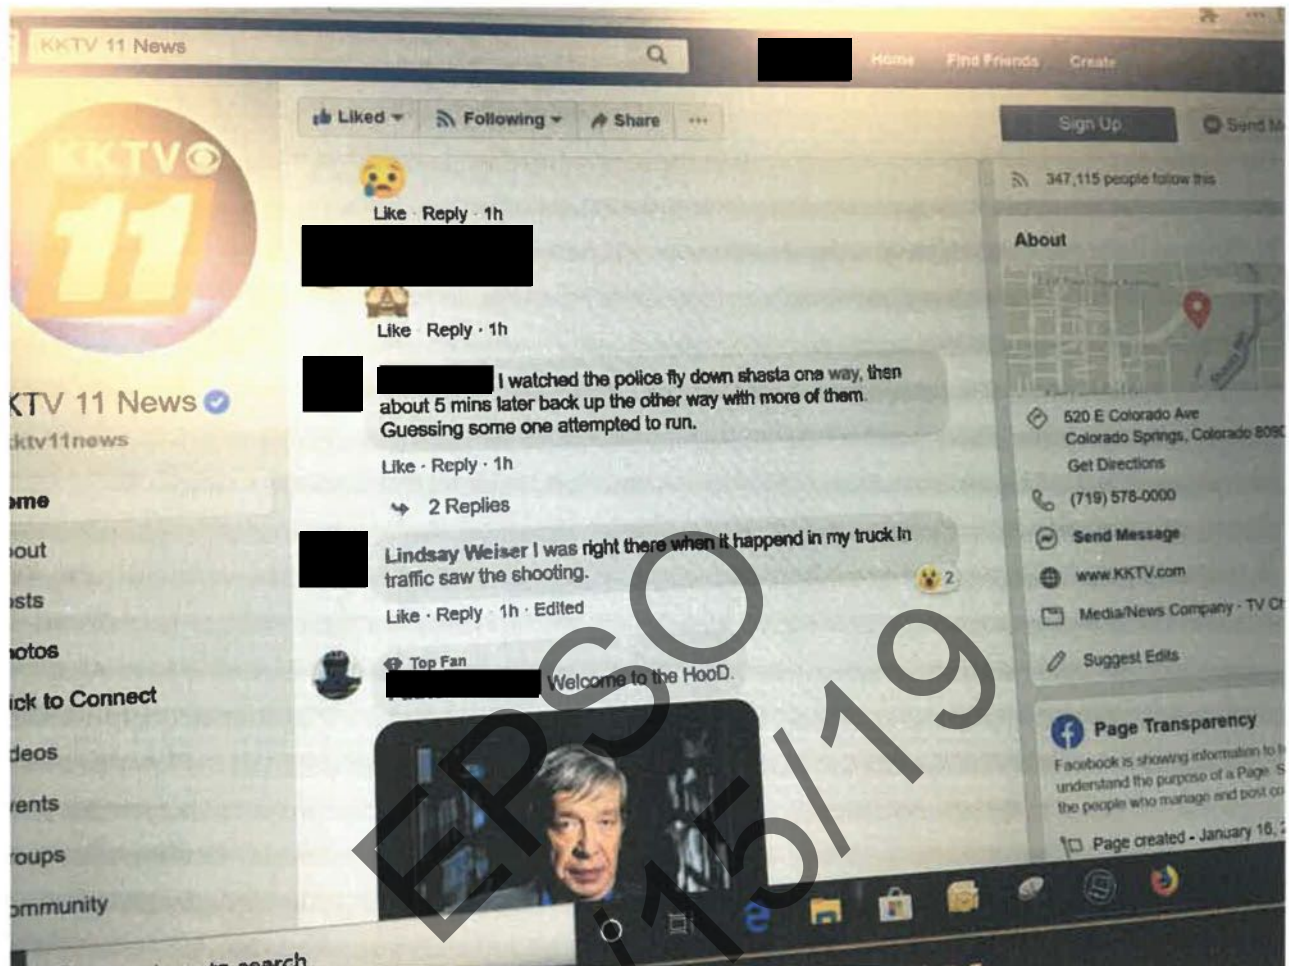 KKTV 11 News
Home Find Friends Create
Liked Following Share ...
Sign Up
347,115 people follow this
KKTV
11
Like · Reply · 1h
About
Like · Reply · 1h
I watched the police fly down shasta one way, then
about 5 mins later back up the other way with more of them.
Guessing some one attempted to run.
Like · Reply · 1h
2 Replies
KTV 11 News
ktv11news
520 E Colorado Ave
Colorado Springs, Colorado
Get Directions
(719) 578-0000
Send Message
www.KKTV.com
Media/News Company · TV
Suggest Edits
Lindsay Weiser I was right there when it happend in my truck in
traffic saw the shooting.
2
Like · Reply · 1h · Edited
Top Fan
Welcome to the HooD.
ome
out
sts
otos
ick to Connect
deos
ents
oups
ommunity
search
Page Transparency
Facebook is showing information to
understand the purpose of a Page.
the people who manage and post
Page created - January 16,
EPSO
15/19